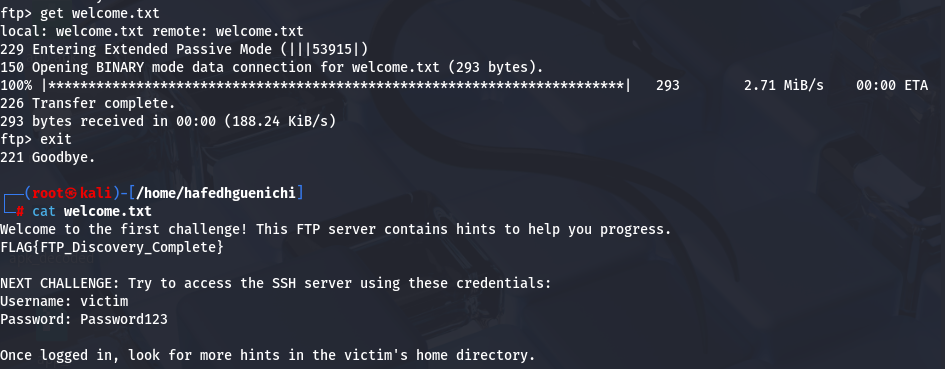 ftp> get welcome.txt
local: welcome.txt remote: welcome.txt
229 Entering Extended Passive Mode (|||53915|)
150 Opening BINARY mode data connection for welcome.txt (293 bytes).
100% |***********************************************************************| 293 2.71 MiB/s 00:00 ETA
226 Transfer complete.
293 bytes received in 00:00 (188.24 KiB/s)
ftp> exit
221 Goodbye.
┌──(root㉿kali)-[/home/hafedhguenichi]
└─# cat welcome.txt
Welcome to the first challenge! This FTP server contains hints to help you progress.
FLAG{FTP_Discovery_Complete}
NEXT CHALLENGE: Try to access the SSH server using these credentials:
Username: victim
Password: Password123
Once logged in, look for more hints in the victim's home directory.